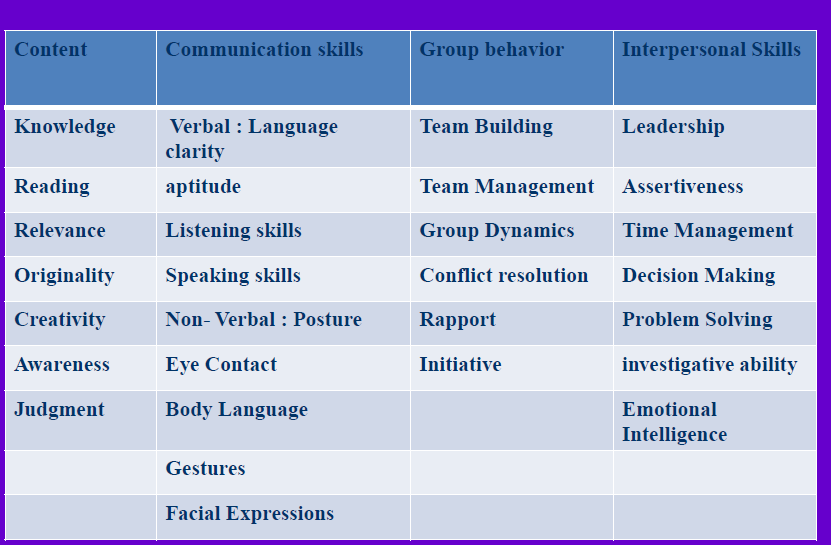 Content Communication skills Group behavior Interpersonal Skills
Knowledge Verbal : Language clarity Team Building Leadership
Reading aptitude Team Management Assertiveness
Relevance Listening skills Group Dynamics Time Management
Originality Speaking skills Conflict resolution Decision Making
Creativity Non- Verbal : Posture Rapport Problem Solving
Awareness Eye Contact Initiative investigative ability
Judgment Body Language Emotional Intelligence
Gestures
Facial Expressions